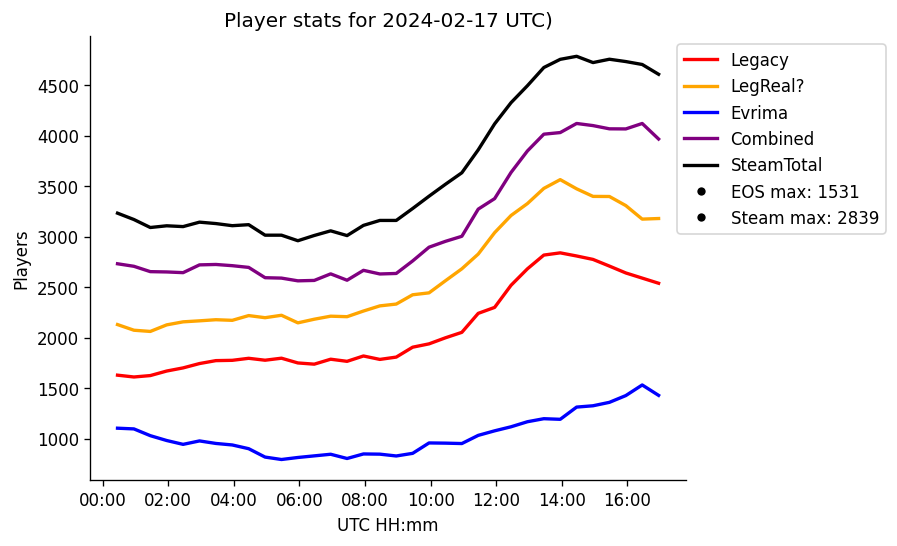 Player stats for 2024-02-17 UTC)
Players
4500
4000
3500
3000
2500
2000
1500
1000
00:00 02:00 04:00 06:00 08:00 10:00 12:00 14:00 16:00
UTC HH:mm
Legacy
LegReal?
Evrima
Combined
SteamTotal
EOS max: 1531
Steam max: 2839